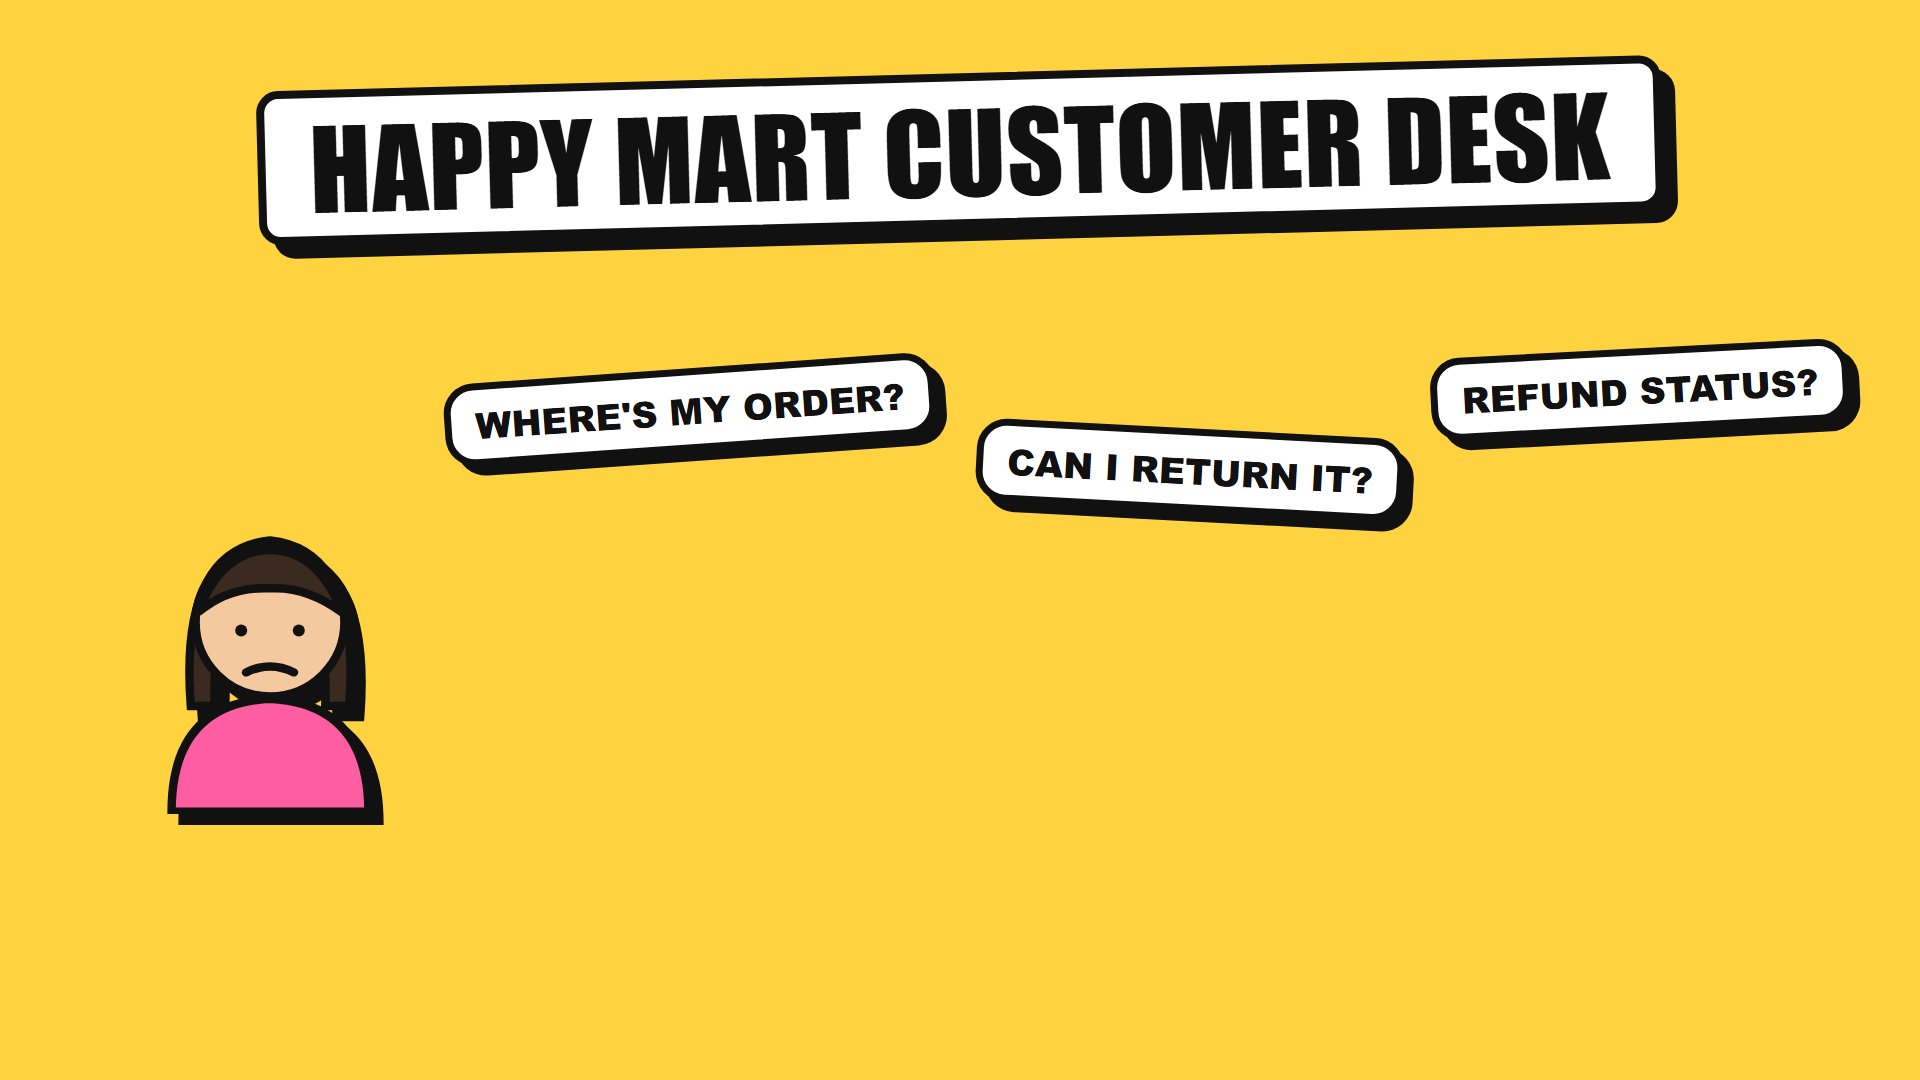 HAPPY MART CUSTOMER DESK
WHERE'S MY ORDER?
CAN I RETURN IT?
REFUND STATUS?